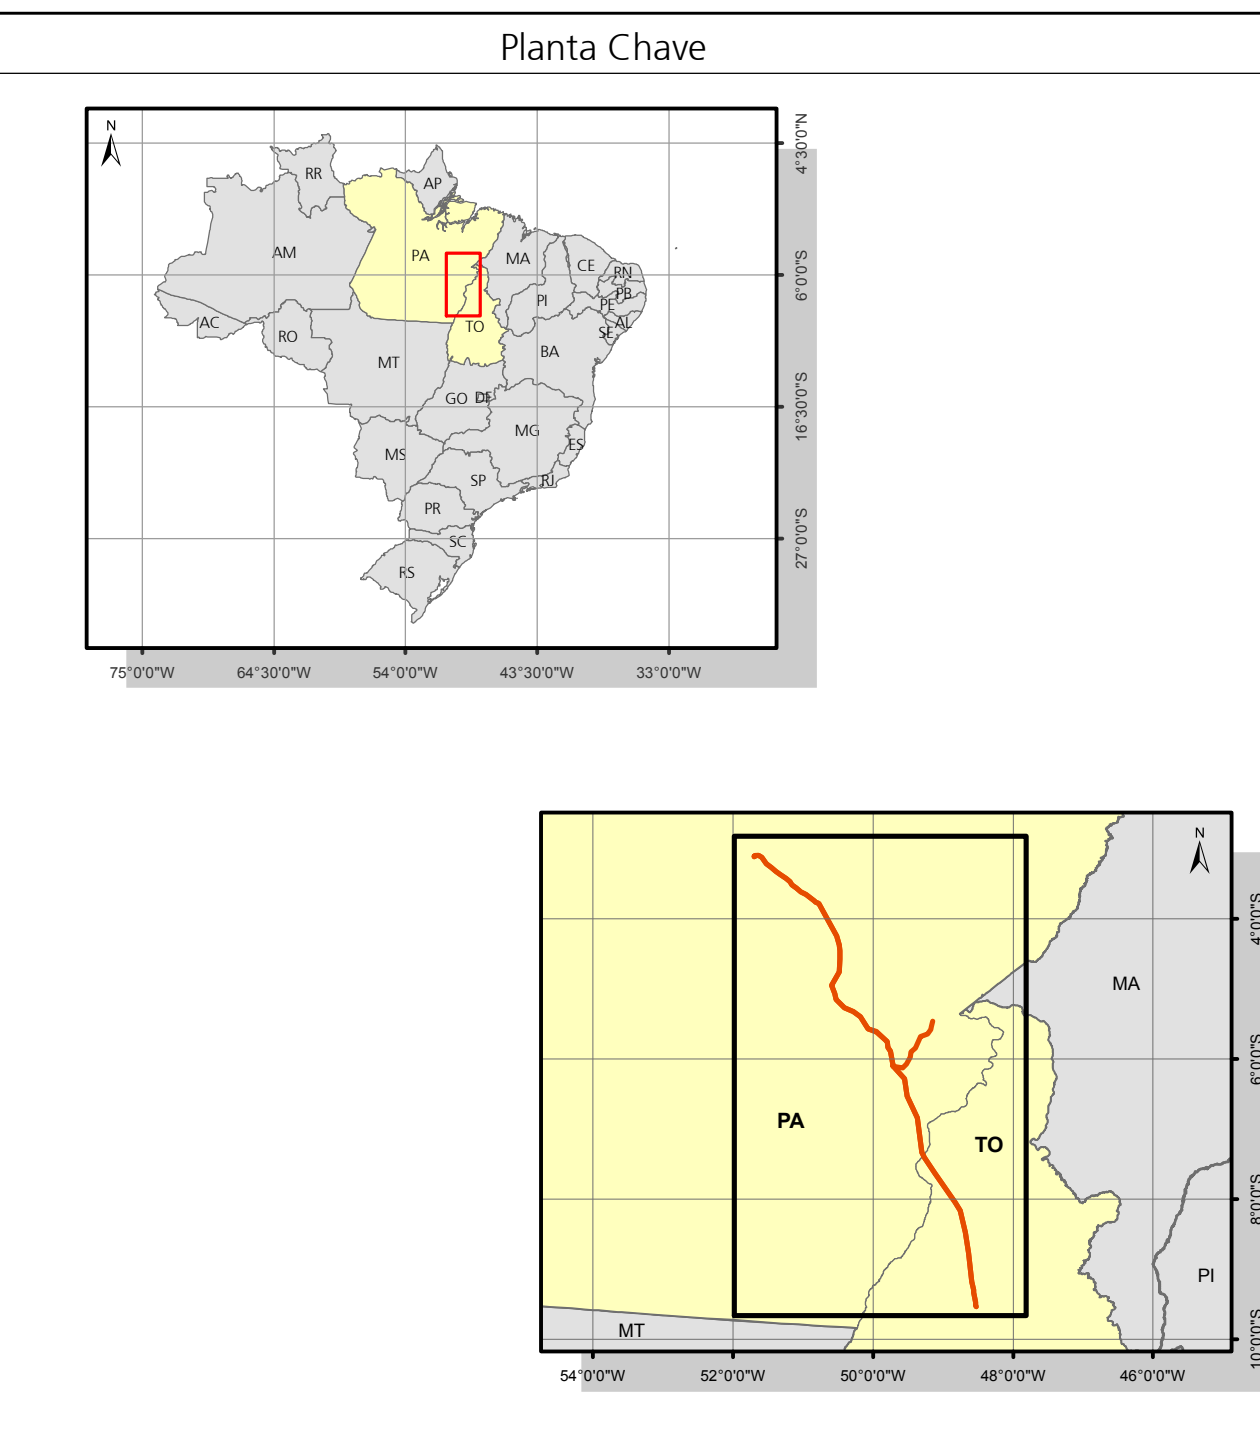 Planta Chave
N
4°30'0"N
RR
AP
AM
PA
MA
CE
RN
6°0'0"S
PI
PB
PE
AC
AL
RO
TO
SE
MT
BA
GO
DF
16°30'0"S
MG
ES
MS
SP
RJ
PR
SC
27°0'0"S
RS
75°0'0"W
64°30'0"W
54°0'0"W
43°30'0"W
33°0'0"W
N
4°0'0"S
MA
6°0'0"S
PA
TO
8°0'0"S
PI
MT
10°0'0"S
54°0'0"W
52°0'0"W
50°0'0"W
48°0'0"W
46°0'0"W